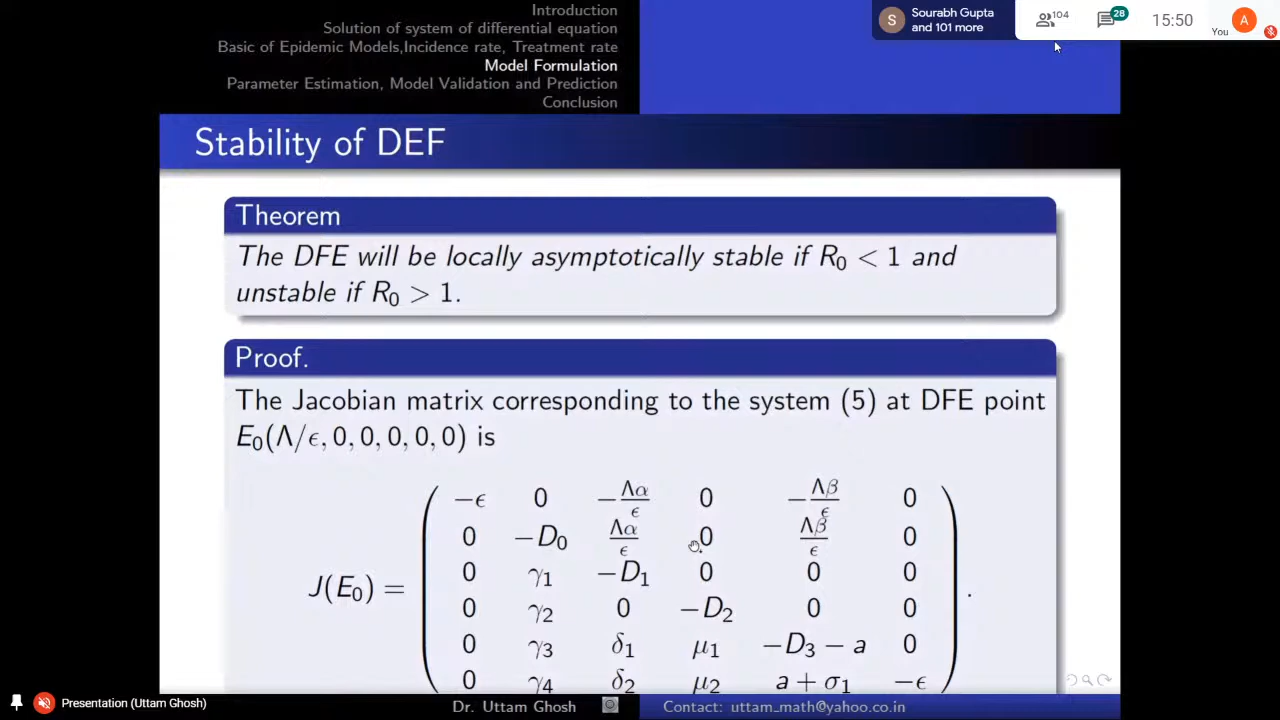 Introduction
Solution of system of differential equation
Basic of Epidemic Models,Incidence rate, Treatment rate
Model Formulation
Parameter Estimation, Model Validation and Prediction
Conclusion
Sourabh Gupta
and 101 more
104
28
15:50
You
A
S
Stability of DEF
Theorem
The DFE will be locally asymptotically stable if R₀ < 1 and
unstable if R₀ > 1.
Proof.
The Jacobian matrix corresponding to the system (5) at DFE point
E₀(Λ/ϵ, 0, 0, 0, 0, 0) is
J(E₀) =
−ϵ 0 −Λα/ϵ 0 −Λβ/ϵ 0
0 −D₀ Λα/ϵ 0 Λβ/ϵ 0
0 γ₁ −D₁ 0 0 0
0 γ₂ 0 −D₂ 0 0
0 γ₃ δ₁ μ₁ −D₃ − a 0
0 γ₄ δ₂ μ₂ a + σ₁ −ϵ
.
Presentation (Uttam Ghosh)
Dr. Uttam Ghosh
Contact: uttam_math@yahoo.co.in